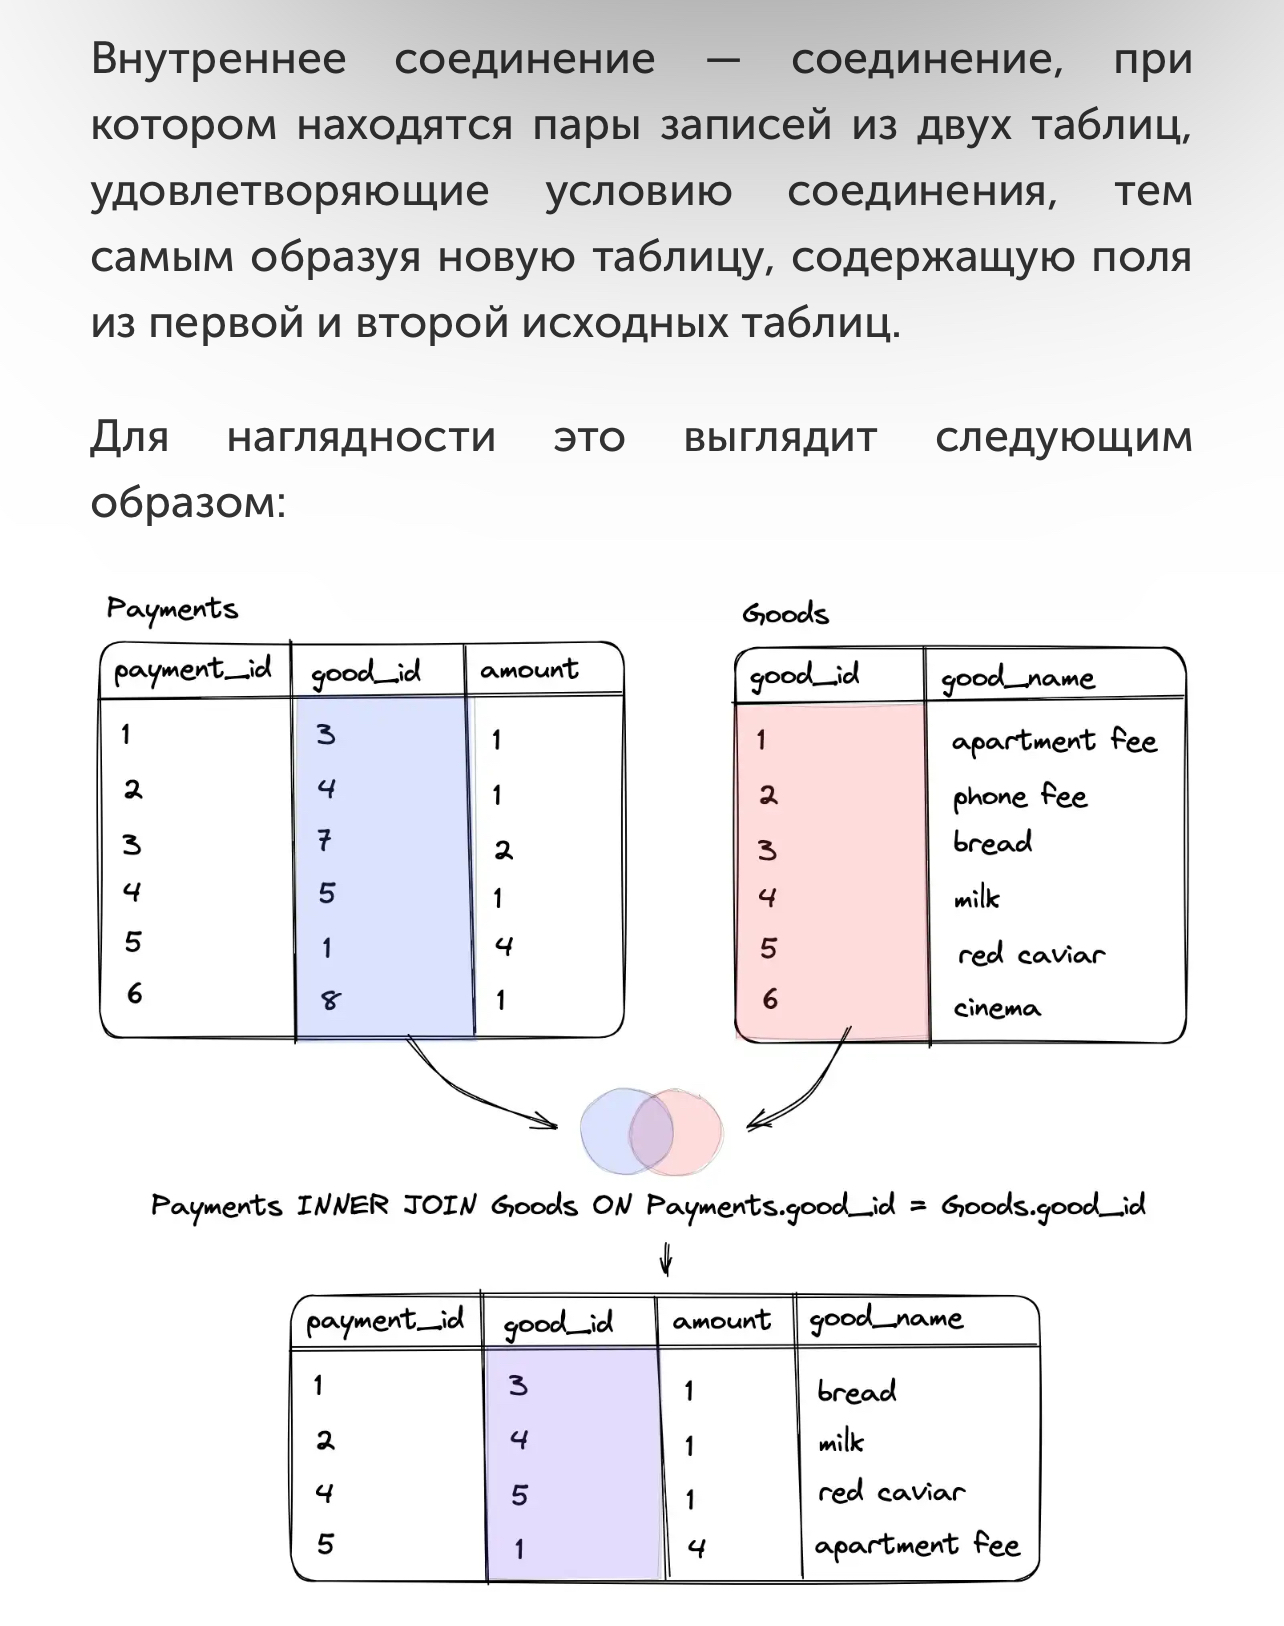 Внутреннее соединение — соединение, при
котором находятся пары записей из двух таблиц,
удовлетворяющие условию соединения, тем
самым образуя новую таблицу, содержащую поля
из первой и второй исходных таблиц.
Для наглядности это выглядит следующим
образом:
Payments
payment_id good_id amount
1 3 1
2 4 1
3 7 2
4 5 1
5 1 4
6 8 1
Goods
good_id good_name
1 apartment fee
2 phone fee
3 bread
4 milk
5 red caviar
6 cinema
Payments INNER JOIN Goods ON Payments.good_id = Goods.good_id
payment_id good_id amount good_name
1 3 1 bread
2 4 1 milk
4 5 1 red caviar
5 1 4 apartment fee